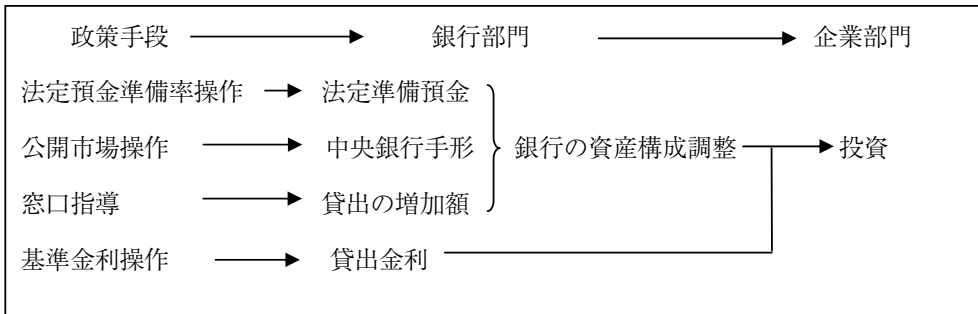 政策手段 銀行部門 企業部門
法定預金準備率操作 法定準備預金
公開市場操作 中央銀行手形 銀行の資産構成調整 投資
窓口指導 貸出の増加額
基準金利操作 貸出金利